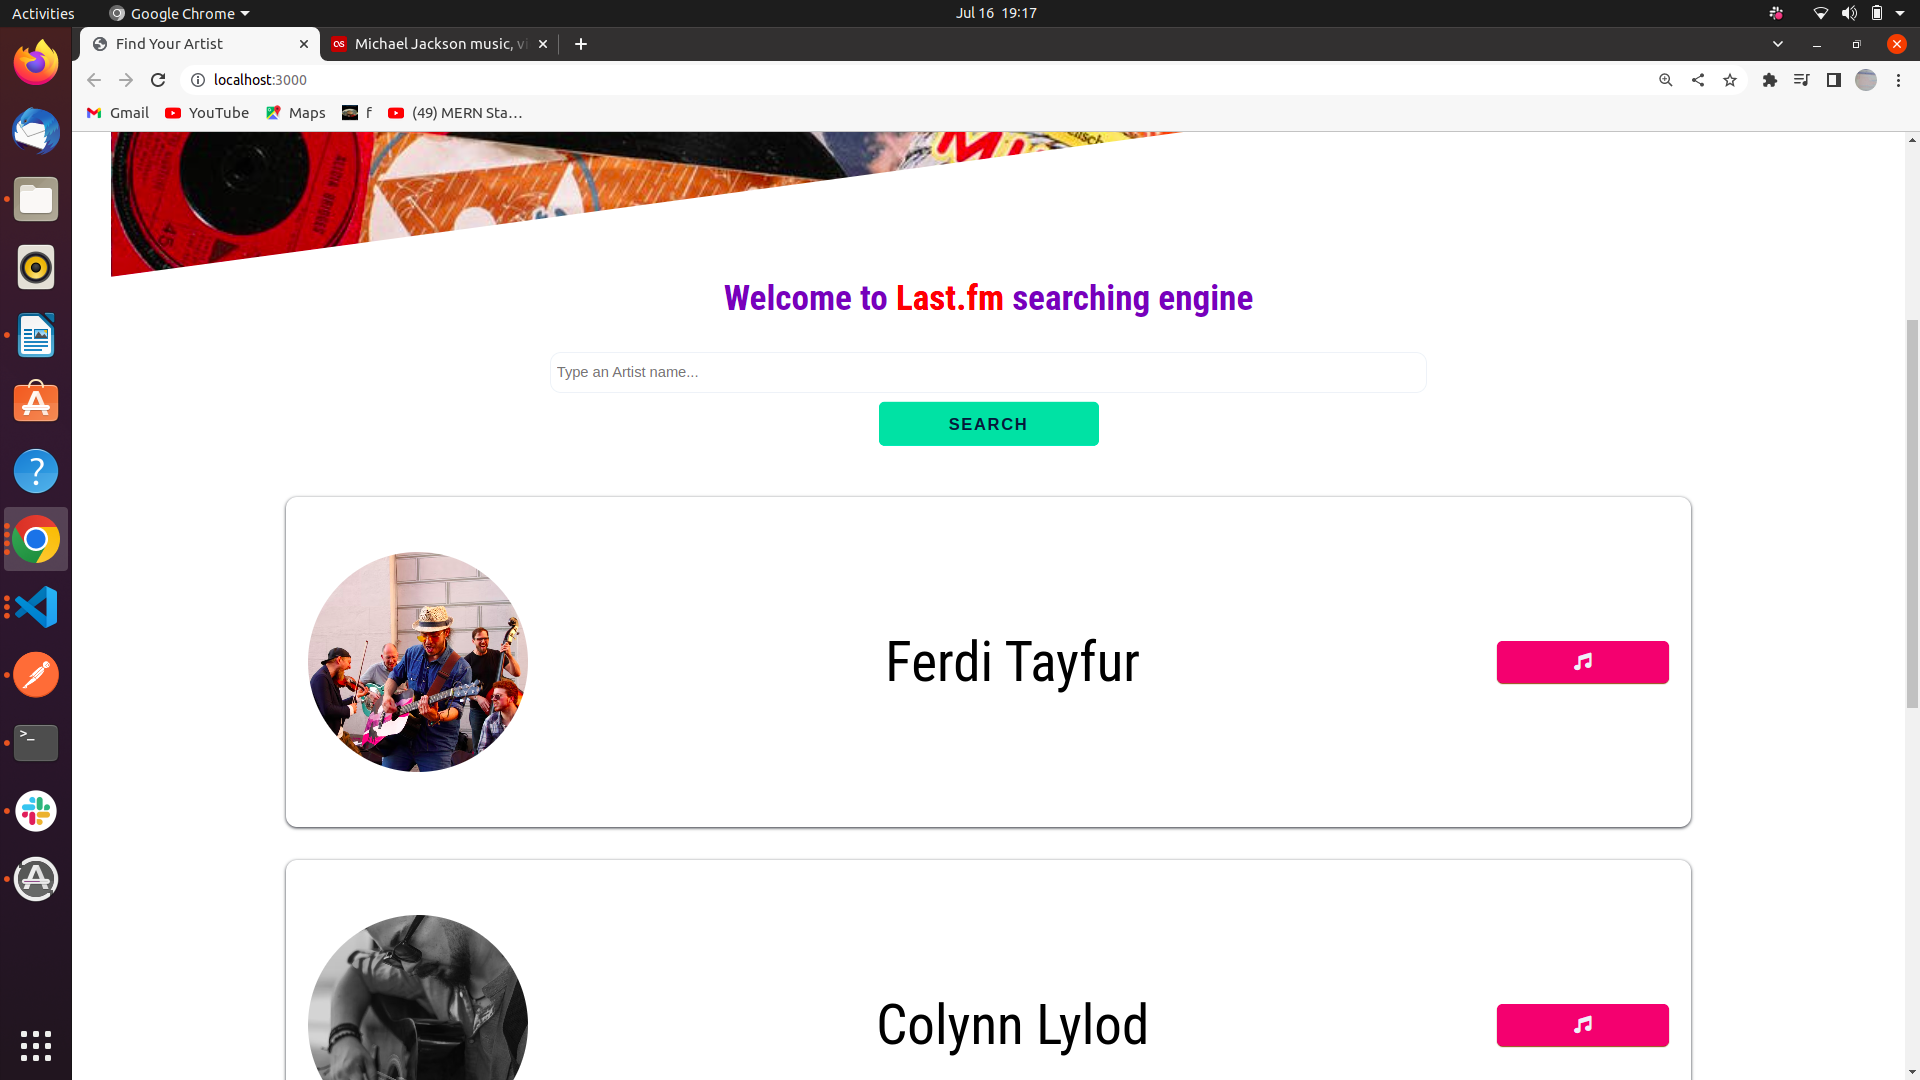 Activities
Google Chrome
Jul 16 19:17
Find Your Artist
Michael Jackson music, vi
localhost:3000
Gmail
YouTube
Maps
f
(49) MERN Sta…
45
Welcome to Last.fm searching engine
Type an Artist name...
SEARCH
Ferdi Tayfur
Colynn Lylod